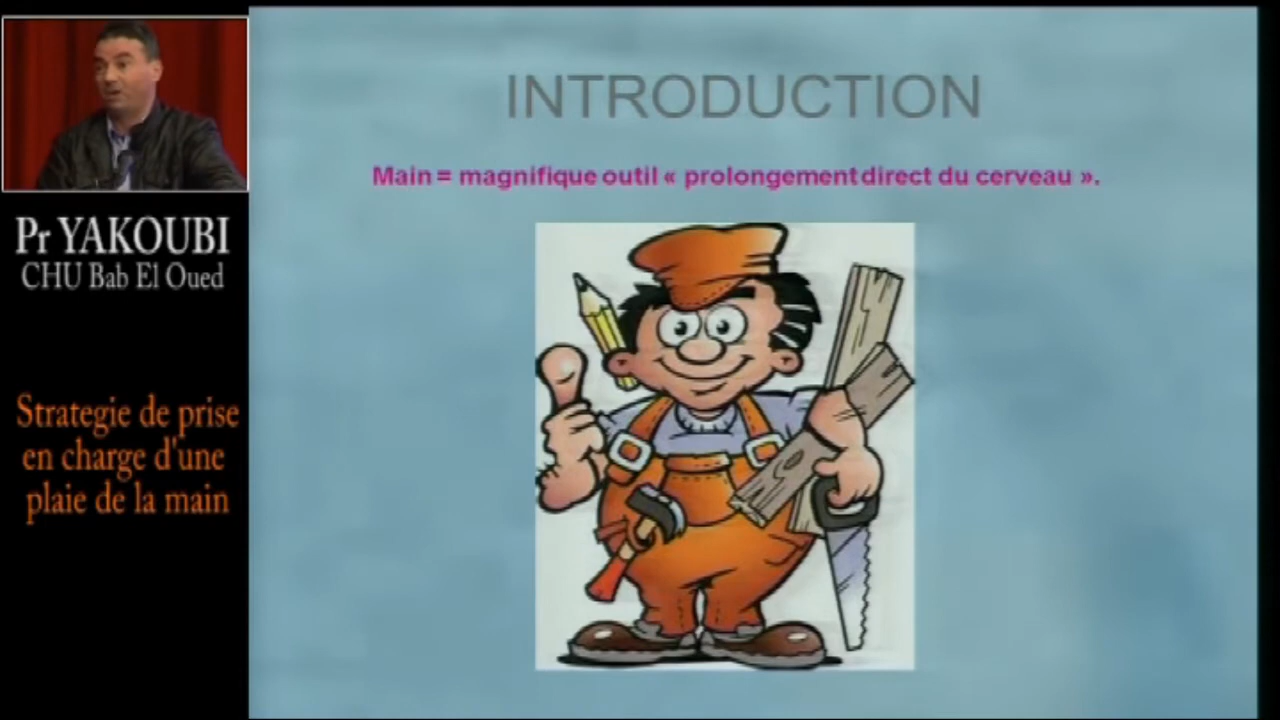 Pr YAKOUBI
CHU Bab El Oued
Strategie de prise
en charge d'une
plaie de la main
INTRODUCTION
Main = magnifique outil « prolongement direct du cerveau ».